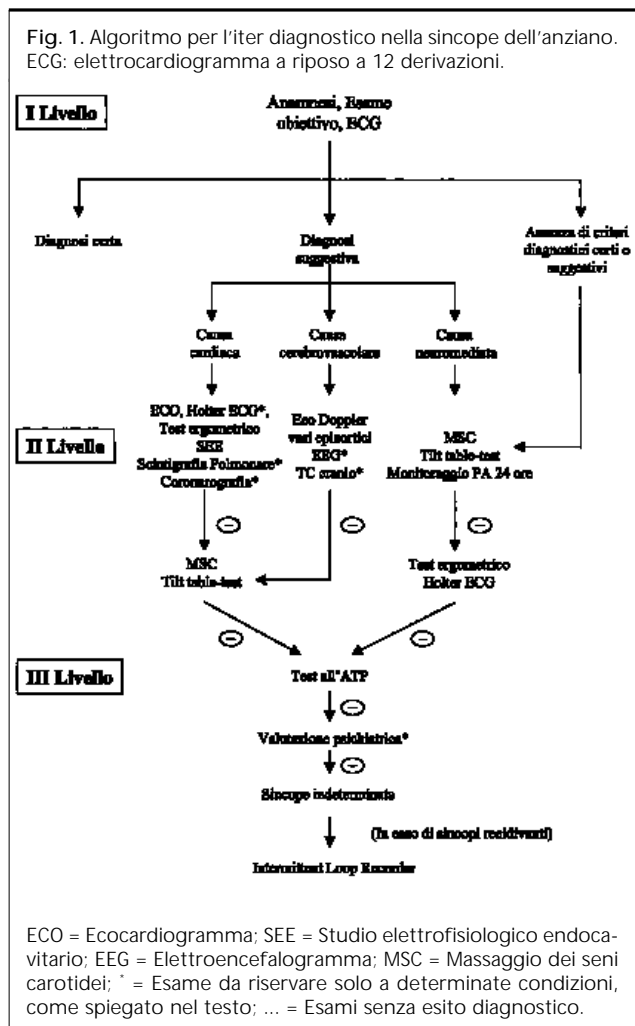 Fig. 1. Algoritmo per l'iter diagnostico nella sincope dell'anziano.
ECG: elettrocardiogramma a riposo a 12 derivazioni.
I Livello
Anamnesi, Esame
obiettivo, ECG
Diagnosi certa
Diagnosi
suggestiva
Assenza di criteri
diagnostici certi o
suggestivi
Causa
cardiaca
Causa
cerebrovascolare
Causa
neuromediata
II Livello
ECO, Holter ECG*,
Test ergometrico
SEE
Scintigrafia Polmonare*
Coronarografia*
Eco Doppler
vasi epiaortici
EEG*
TC cranio*
MSC
Tilt table-test
Monitoraggio PA 24 ore
MSC
Tilt table-test
Test ergometrico
Holter ECG
III Livello
Test all'ATP
Valutazione psichiatrica*
Sincope indeterminata
(In caso di sincopi recidivanti)
Intermittent Loop Recorder
ECO = Ecocardiogramma; SEE = Studio elettrofisiologico endoca-
vitario; EEG = Elettroencefalogramma; MSC = Massaggio dei seni
carotidei; * = Esame da riservare solo a determinate condizioni,
come spiegato nel testo; ... = Esami senza esito diagnostico.